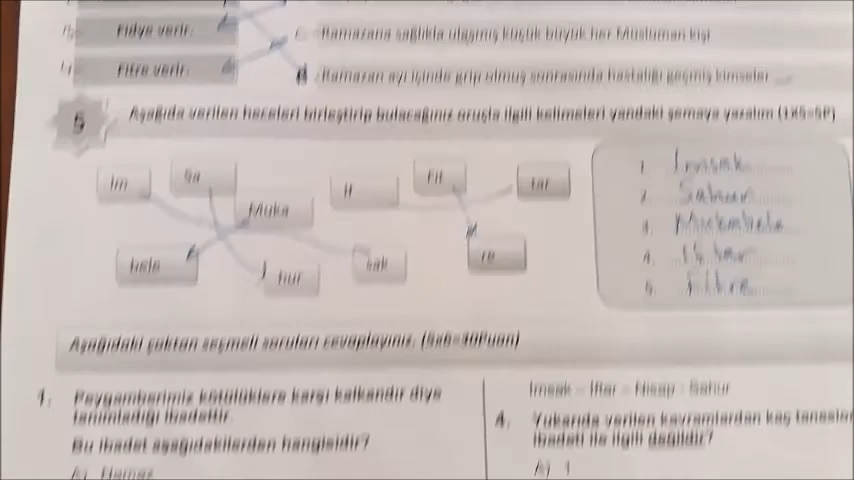 Fidye verir.
Ramazana sağlıkla ulaşmış küçük büyük her Müslüman kişi
Fitre verir.
Ramazan ayı içinde grip olmuş sonrasında hastalığı geçmiş kimseler
5 Aşağıda verilen heceleri birleştirip bulacağınız oruçla ilgili kelimeleri yandaki şemaya yazalım (1X5=5P)
İm Sa Muka İf Fit tar
bele hur sak re
1. İmsak
2. Sahur
3. Mukabele
4. İftar
5. Fitre
Aşağıdaki çoktan seçmeli soruları cevaplayınız. (5x6=30Puan)
1. Peygamberimiz kötülüklere karşı kalkandır diye
tanımladığı ibadettir.
Bu ibadet aşağıdakilerden hangisidir?
A) Namaz
İmsak – İftar – Nisap - Sahur
4. Yukarıda verilen kavramlardan kaç tanesi
ibadeti ile ilgili değildir?
A) 1